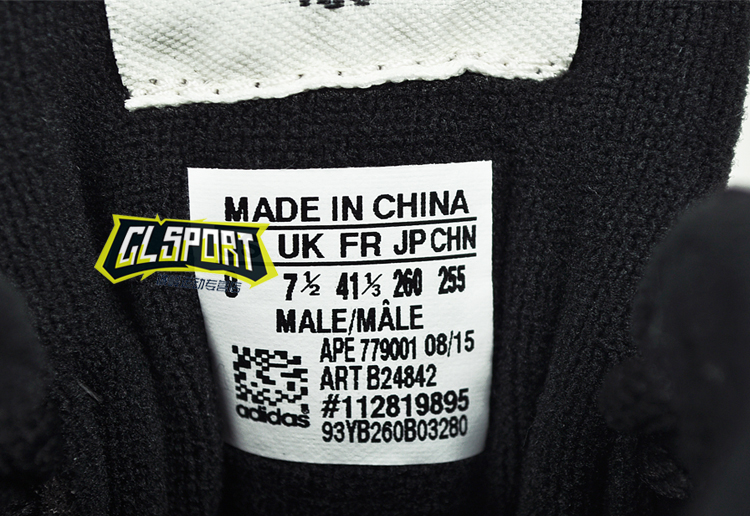 MADE IN CHINA
UK FR JP CHN
7½ 41⅓ 260 255
MALE/MÂLE
APE 779001 08/15
ART B24842
#112819895
93YB260B03280
adidas
GLSPORT